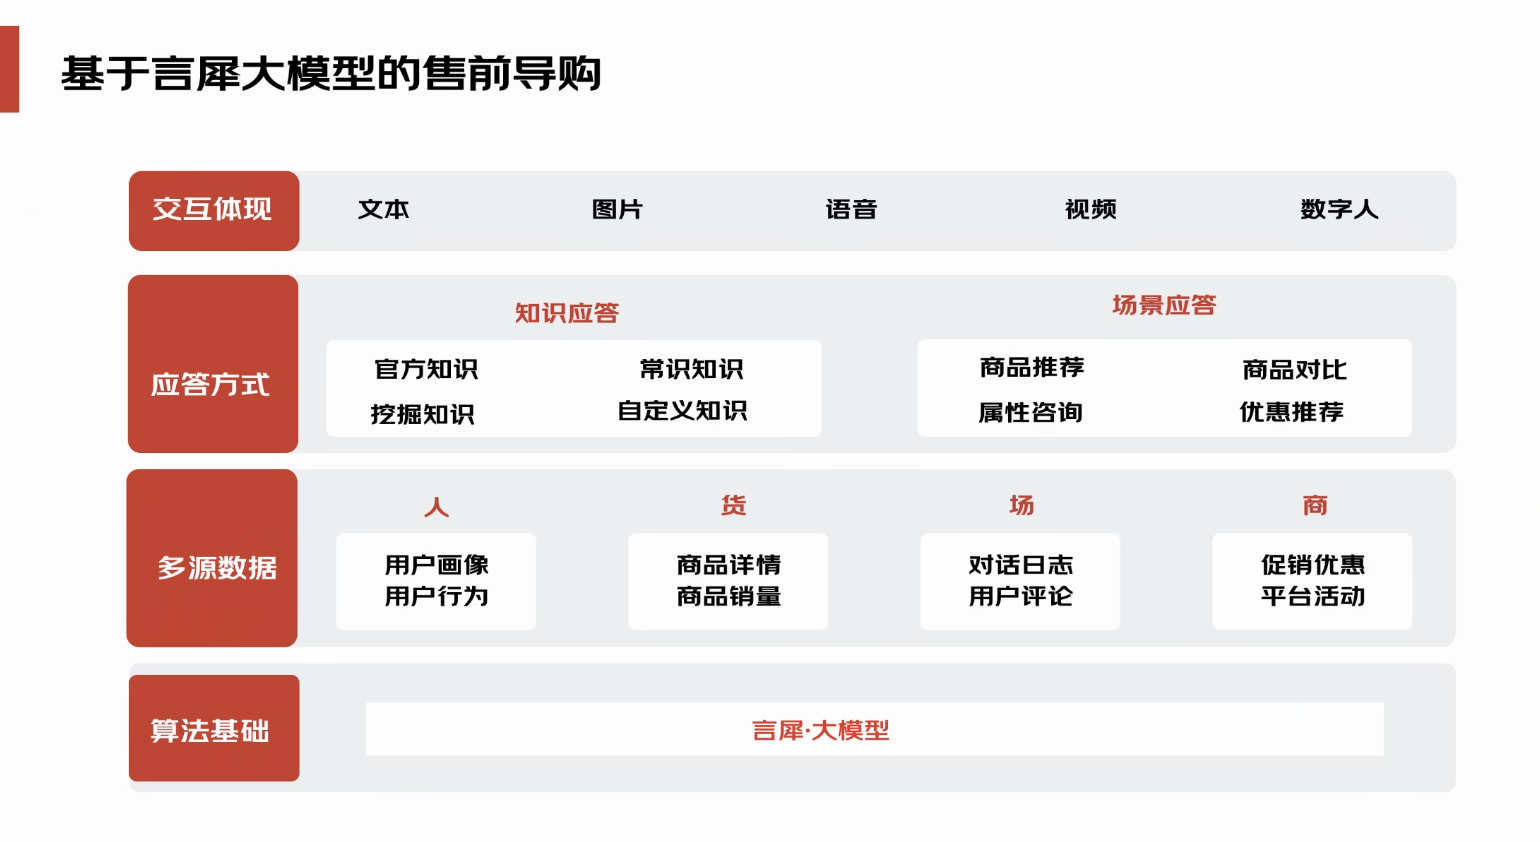 基于言犀大模型的售前导购
交互体现 文本 图片 语音 视频 数字人
应答方式
知识应答
官方知识 常识知识
挖掘知识 自定义知识
场景应答
商品推荐 商品对比
属性咨询 优惠推荐
多源数据
人
用户画像
用户行为
货
商品详情
商品销量
场
对话日志
用户评论
商
促销优惠
平台活动
算法基础
言犀·大模型